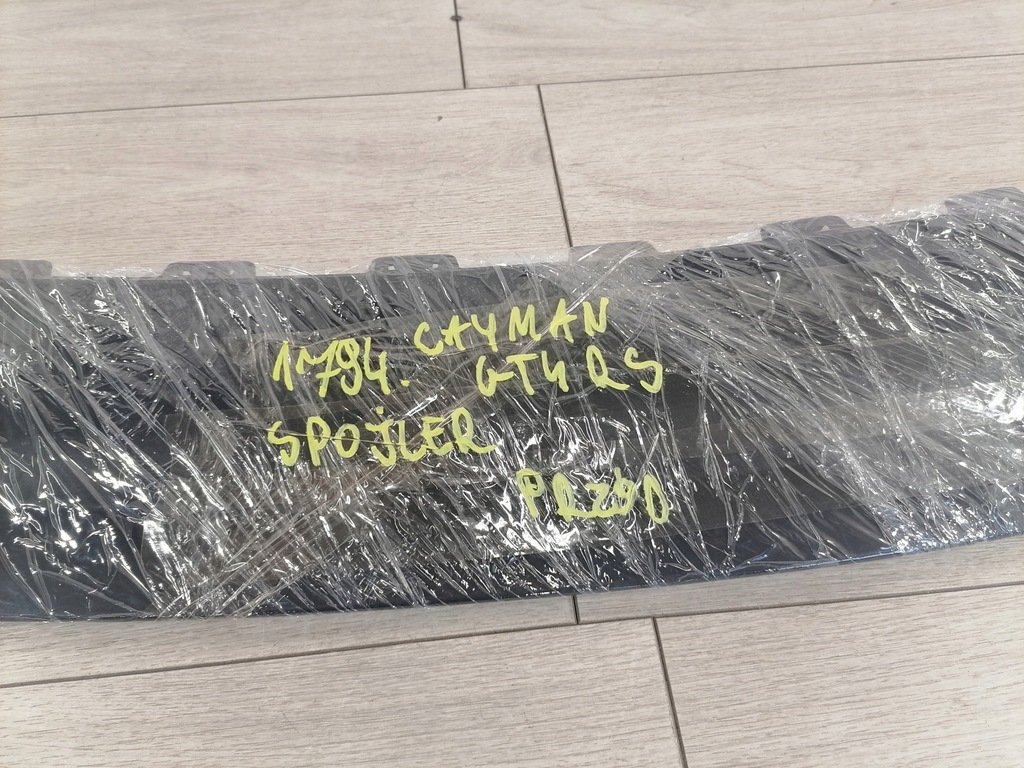 1794. CAYMAN
GT4 RS
SPOJLER
PRZÓD